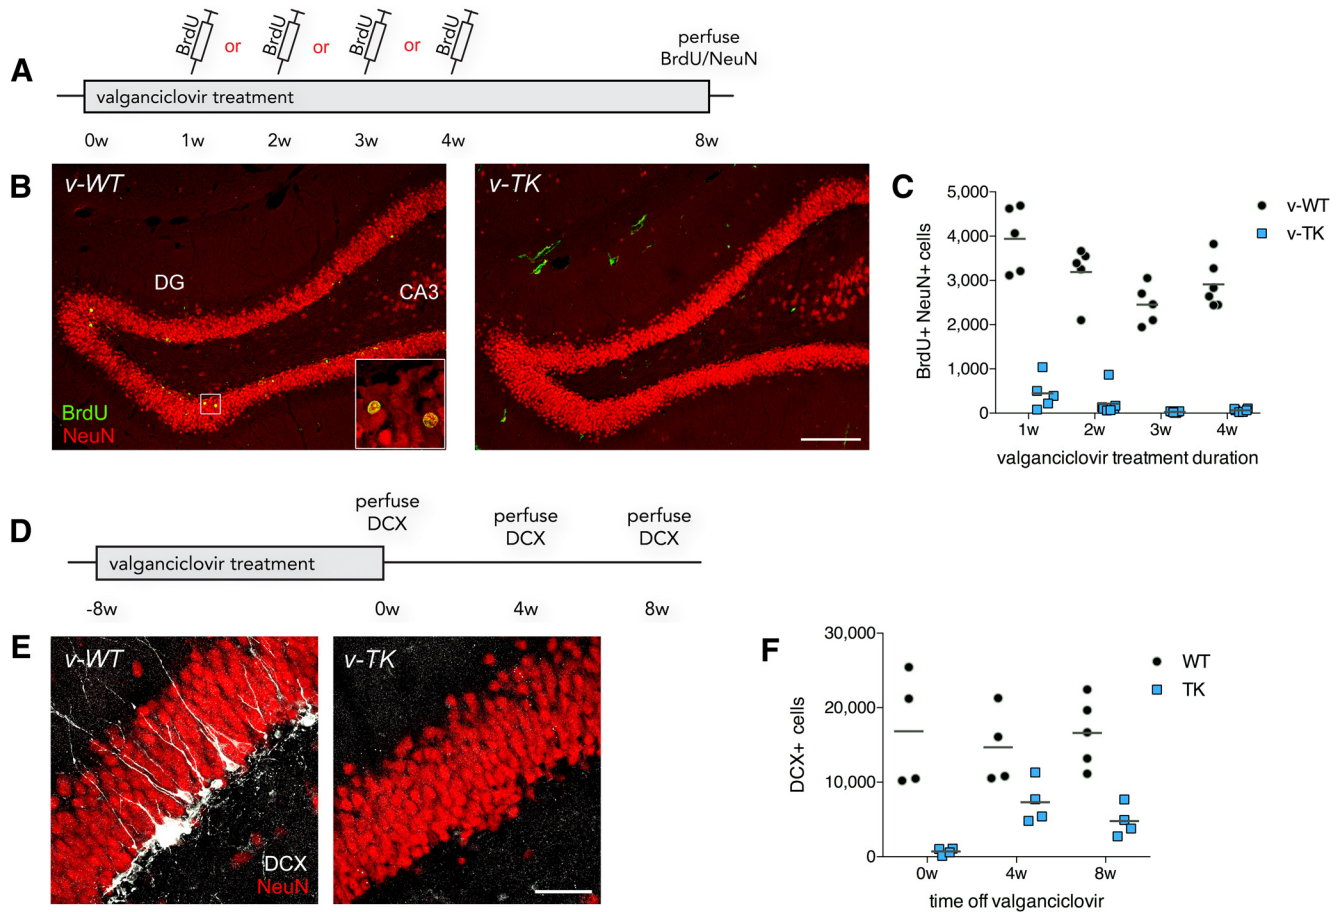 A
BrdU or BrdU or BrdU or BrdU
perfuse
BrdU/NeuN
valganciclovir treatment
0w 1w 2w 3w 4w 8w
B
v-WT
DG
CA3
BrdU
NeuN
v-TK
C
5,000
4,000
3,000
2,000
1,000
0
BrdU+ NeuN+ cells
1w 2w 3w 4w
valganciclovir treatment duration
v-WT
v-TK
D
perfuse
DCX
perfuse
DCX
perfuse
DCX
valganciclovir treatment
-8w 0w 4w 8w
E
v-WT
DCX
NeuN
v-TK
F
30,000
20,000
10,000
0
DCX+ cells
0w 4w 8w
time off valganciclovir
WT
TK